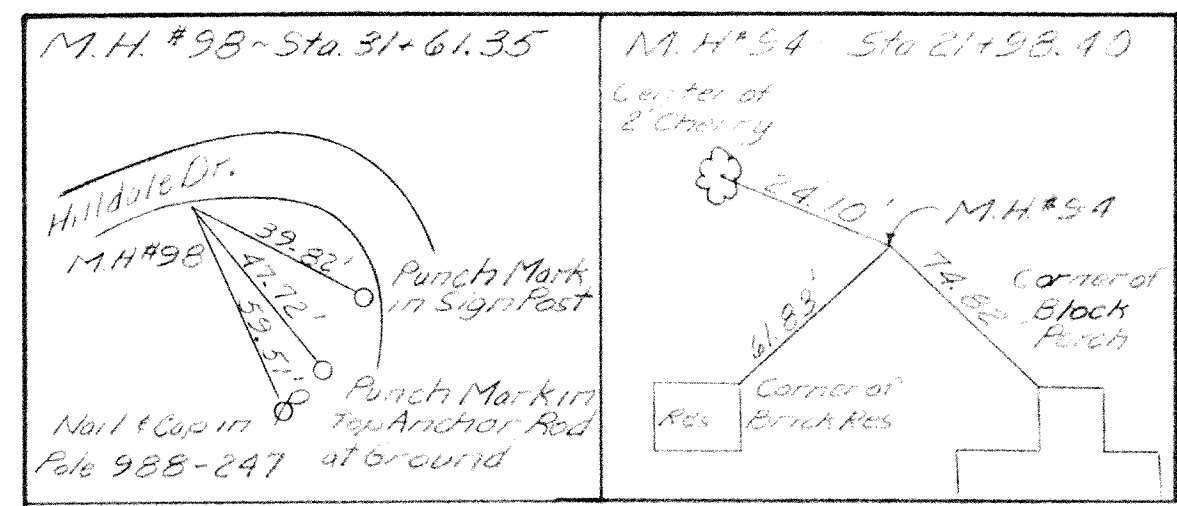 M.H. #98 ~ Sta. 31+61.35
Hilldale Dr.
M.H #98
39.82'
47.72'
59.51'
Punch Mark
in Sign Post
Punch Mark in
Top Anchor Rod
at Ground
Nail & Cap in
Pole 988-247
M.H #94 Sta 21+98.40
Center of
2' Cherry
24.10'
M.H.#94
61.83'
74.82'
Corner of
Block
Porch
Res
Corner of
Brick Res